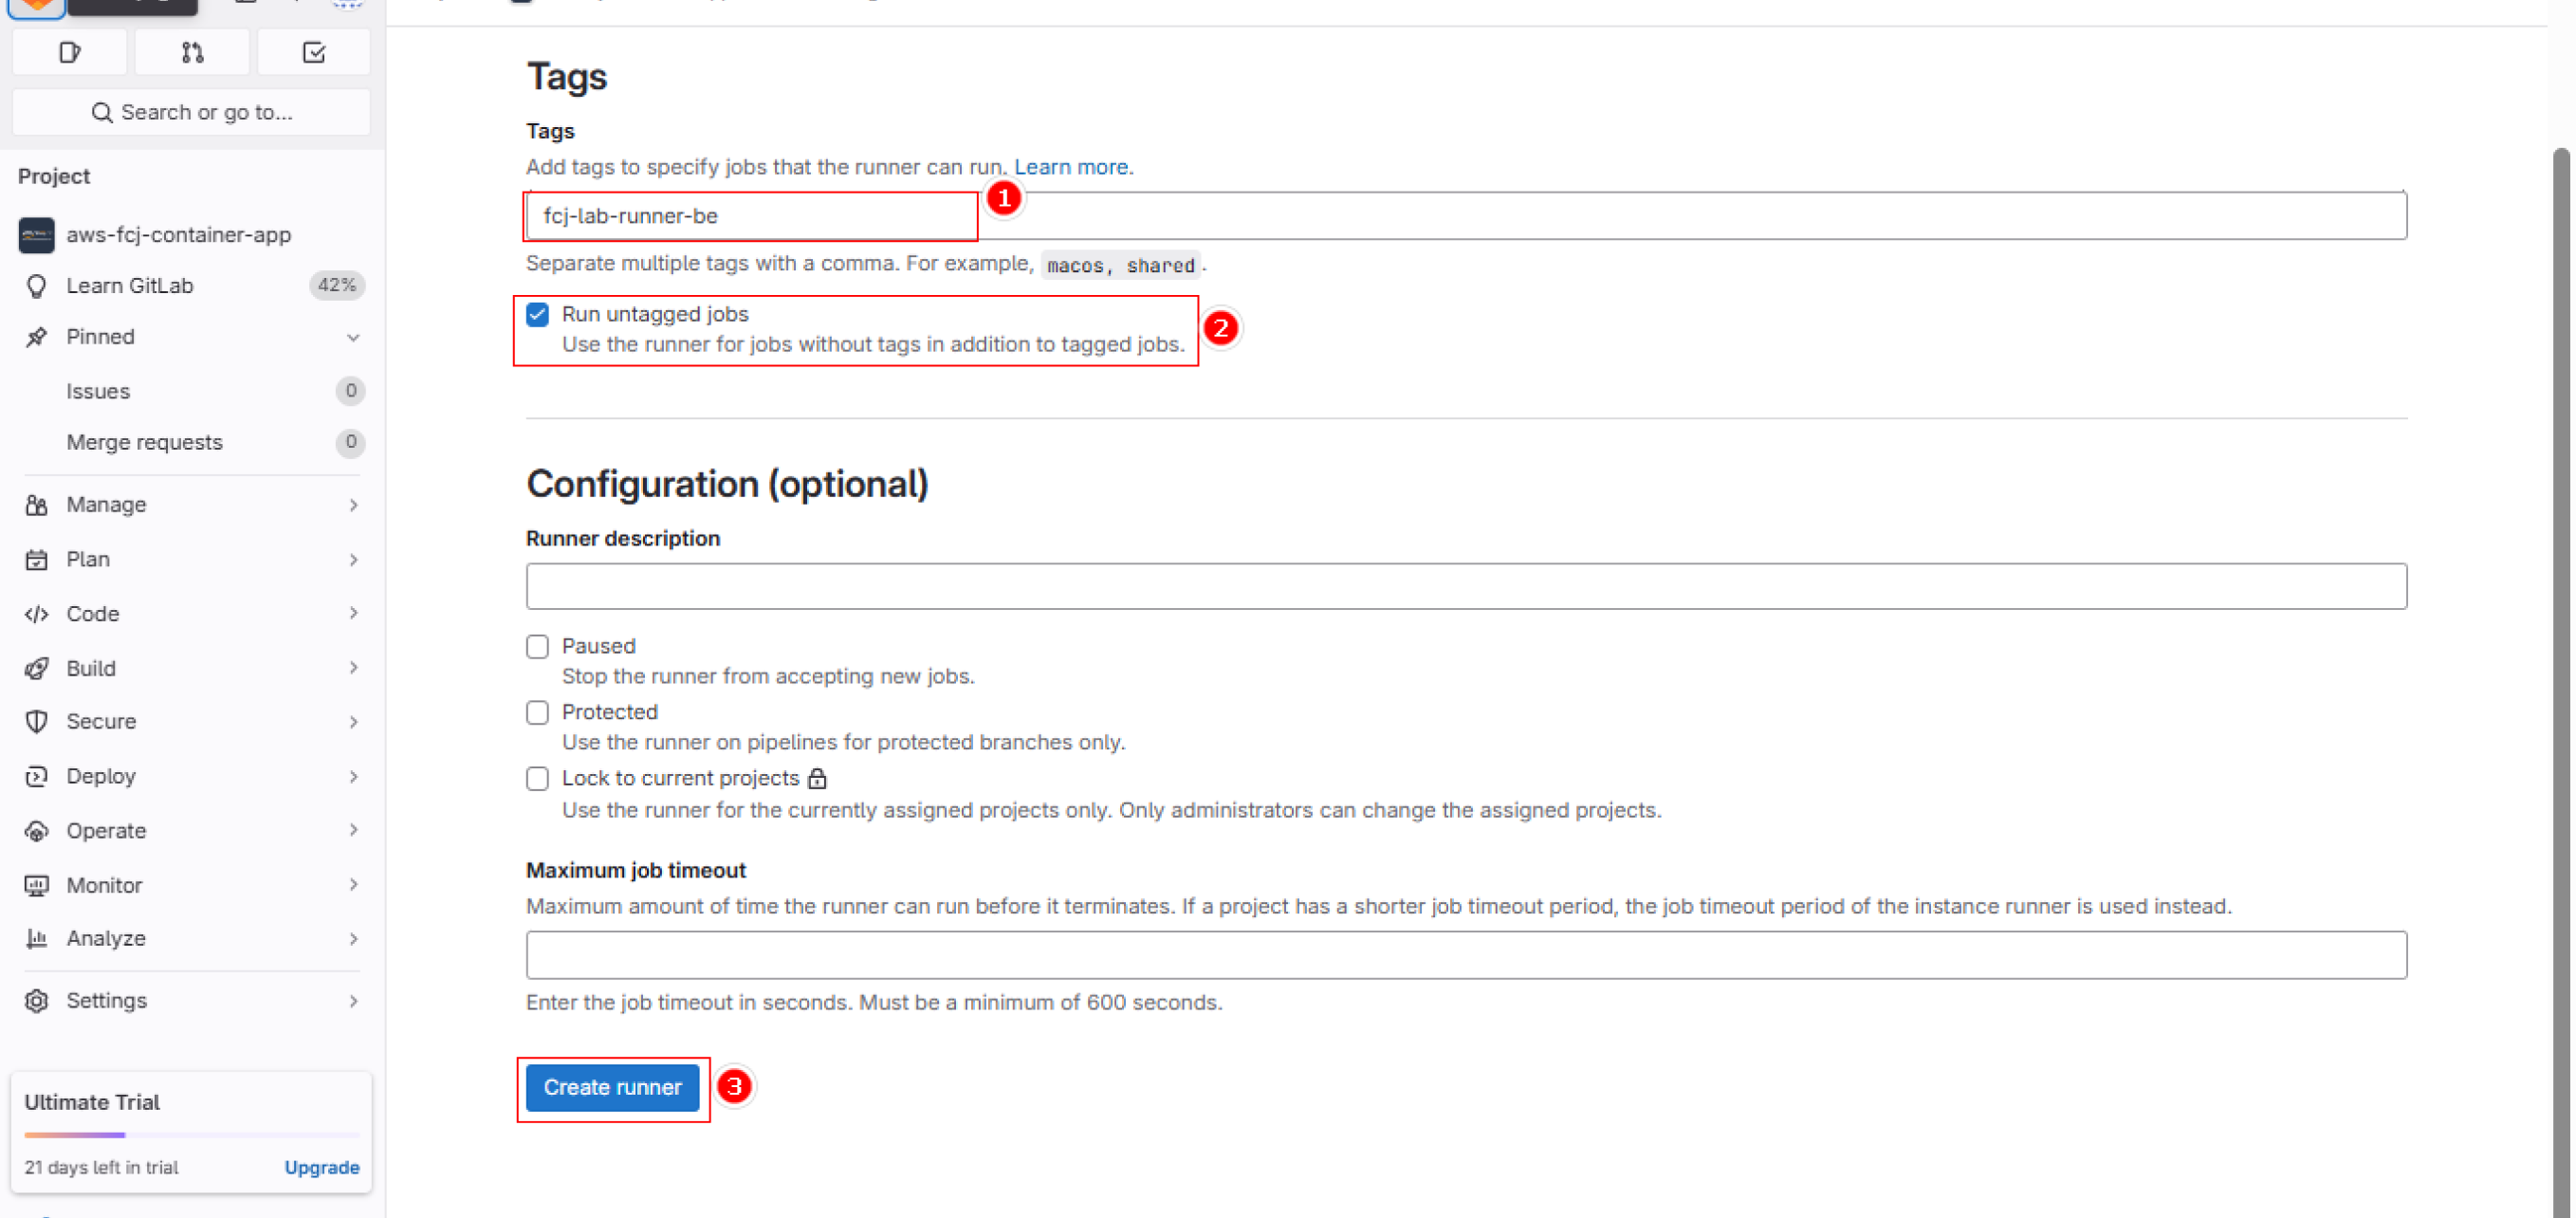 Search or go to...
Project
aws-fcj-container-app
Learn GitLab 42%
Pinned
Issues 0
Merge requests 0
Manage
Plan
Code
Build
Secure
Deploy
Operate
Monitor
Analyze
Settings
Ultimate Trial
21 days left in trial Upgrade
Tags
Tags
Add tags to specify jobs that the runner can run. Learn more.
fcj-lab-runner-be 1
Separate multiple tags with a comma. For example, macos, shared.
Run untagged jobs
Use the runner for jobs without tags in addition to tagged jobs. 2
Configuration (optional)
Runner description
Paused
Stop the runner from accepting new jobs.
Protected
Use the runner on pipelines for protected branches only.
Lock to current projects
Use the runner for the currently assigned projects only. Only administrators can change the assigned projects.
Maximum job timeout
Maximum amount of time the runner can run before it terminates. If a project has a shorter job timeout period, the job timeout period of the instance runner is used instead.
Enter the job timeout in seconds. Must be a minimum of 600 seconds.
Create runner 3